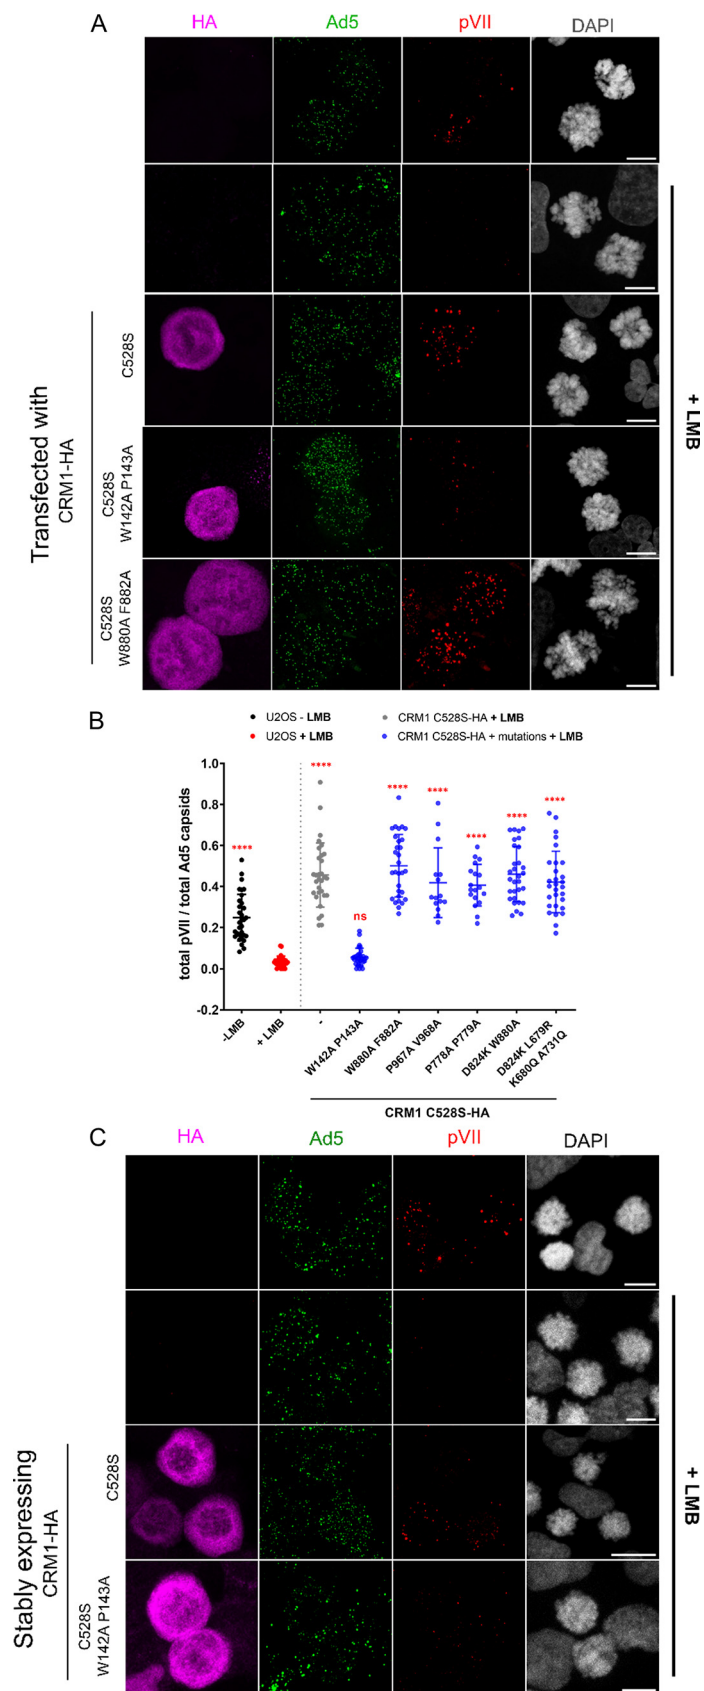 A
HA Ad5 pVII DAPI
Transfected with
CRM1-HA
C528S
C528S
W142A P143A
C528S
W880A F882A
+ LMB
B
U2OS - LMB
CRM1 C528S-HA + LMB
U2OS + LMB
CRM1 C528S-HA + mutations + LMB
total pVII / total Ad5 capsids
1.0
0.8
0.6
0.4
0.2
0.0
-0.2
****
****
ns
****
****
****
****
****
-LMB
+ LMB
-
W142A P143A
W880A F882A
P967A V968A
P778A P779A
D824K W880A
D824K L679R
K680Q A731Q
CRM1 C528S-HA
C
HA Ad5 pVII DAPI
Stably expressing
CRM1-HA
C528S
C528S
W142A P143A
+ LMB